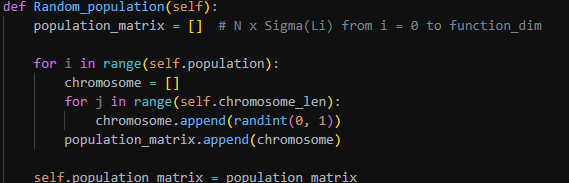 def Random_population(self):
    population_matrix = []  # N x Sigma(Li) from i = 0 to function_dim
    for i in range(self.population):
        chromosome = []
        for j in range(self.chromosome_len):
            chromosome.append(randint(0, 1))
        population_matrix.append(chromosome)
    self.population_matrix = population_matrix